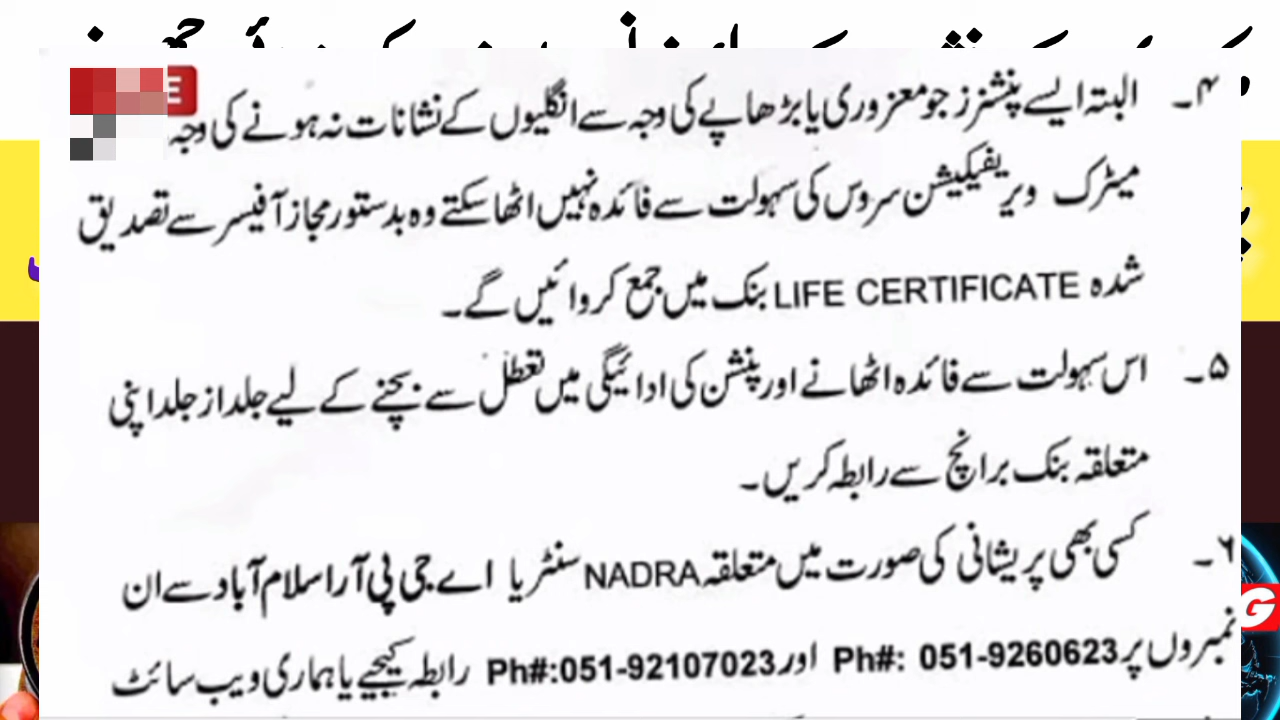 ۴۔ البتہ ایسے پنشنرز جو معزوری یا بڑھاپے کی وجہ سے انگلیوں کے نشانات نہ ہونے کی وجہ
میٹرک ویریفیکیشن سروس کی سہولت سے فائدہ نہیں اٹھا سکتے وہ بدستور مجاز آفیسر سے تصدیق
شدہ LIFE CERTIFICATE بنک میں جمع کروائیں گے۔
۵۔ اس سہولت سے فائدہ اٹھانے اور پنشن کی ادائیگی میں تعطل سے بچنے کے لیے جلد از جلد اپنی
متعلقہ بنک برانچ سے رابطہ کریں۔
۶۔ کسی بھی پریشانی کی صورت میں متعلقہ NADRA سنٹر یا اے جی پی آر اسلام آباد سے ان
نمبروں پر Ph#: 051-9260623 اور Ph#:051-92107023 رابطہ کیجیے یا ہماری ویب سائٹ